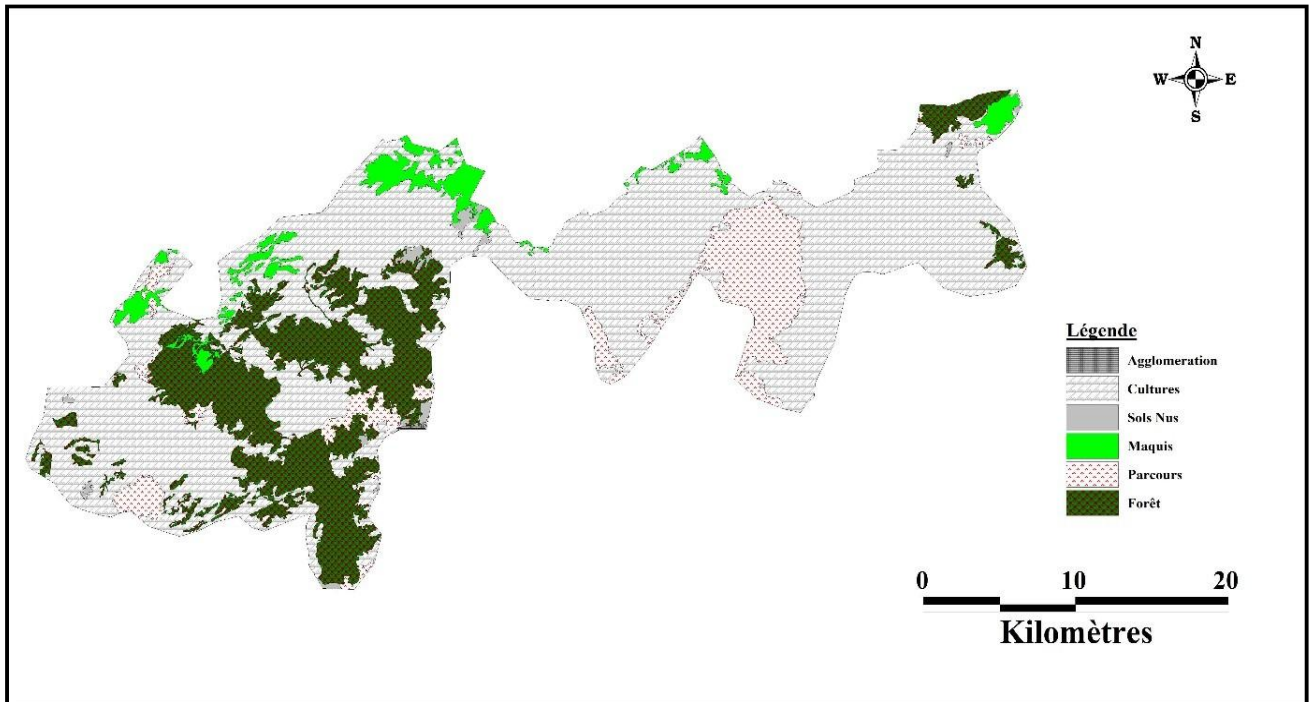 N
W E
S
Légende
Agglomeration
Cultures
Sols Nus
Maquis
Parcours
Forêt
0 10 20
Kilomètres